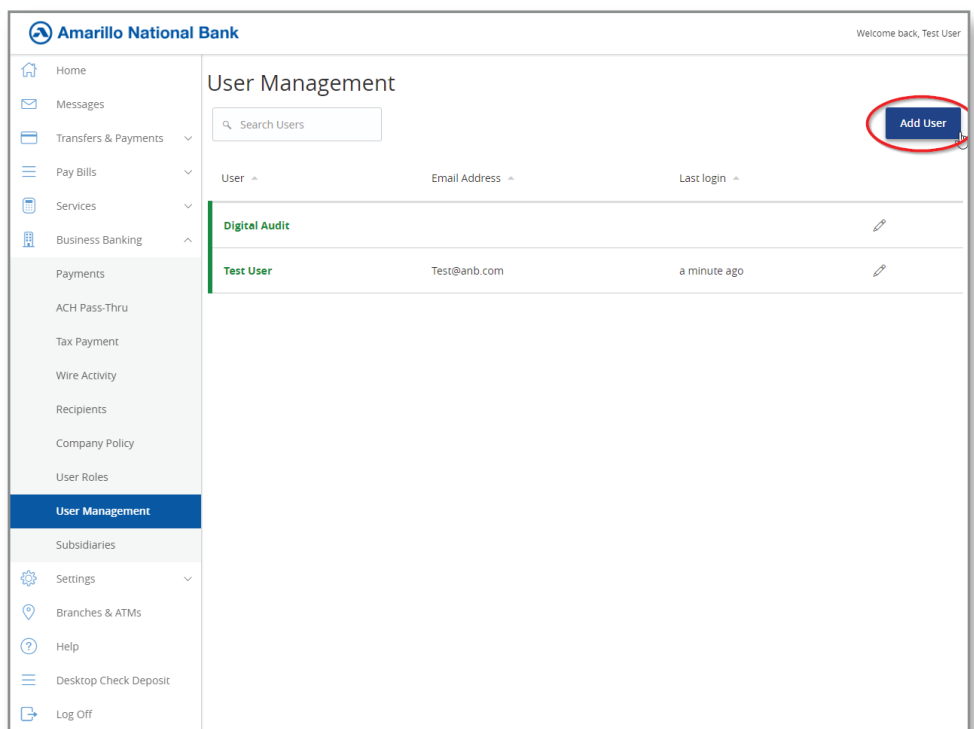 Amarillo National Bank
Welcome back, Test User
Home
Messages
Transfers & Payments
Pay Bills
Services
Business Banking
Payments
ACH Pass-Thru
Tax Payment
Wire Activity
Recipients
Company Policy
User Roles
User Management
Subsidiaries
Settings
Branches & ATMs
Help
Desktop Check Deposit
Log Off
User Management
Search Users
Add User
User Email Address Last login
Digital Audit
Test User Test@anb.com a minute ago